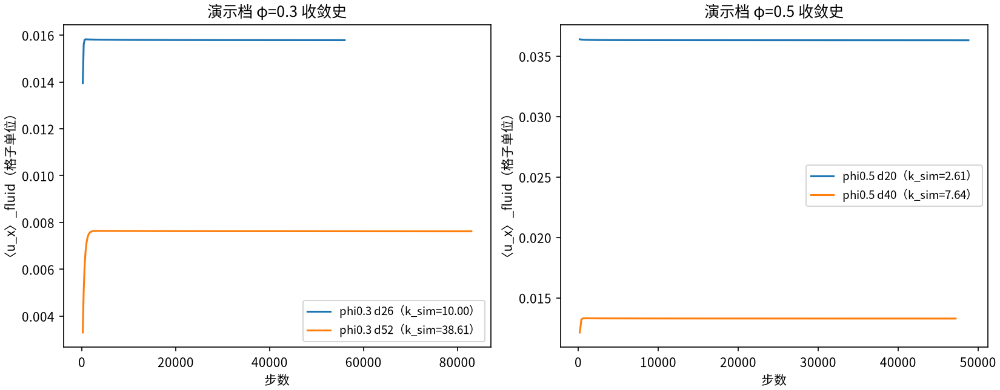 演示档 φ=0.3 收敛史
0.016
0.014
0.012
0.010
0.008
0.006
0.004
〈u_x〉_fluid（格子单位）
phi0.3 d26（k_sim=10.00）
phi0.3 d52（k_sim=38.61）
0
20000
40000
60000
80000
步数
演示档 φ=0.5 收敛史
0.035
0.030
0.025
0.020
0.015
〈u_x〉_fluid（格子单位）
phi0.5 d20（k_sim=2.61）
phi0.5 d40（k_sim=7.64）
0
10000
20000
30000
40000
50000
步数